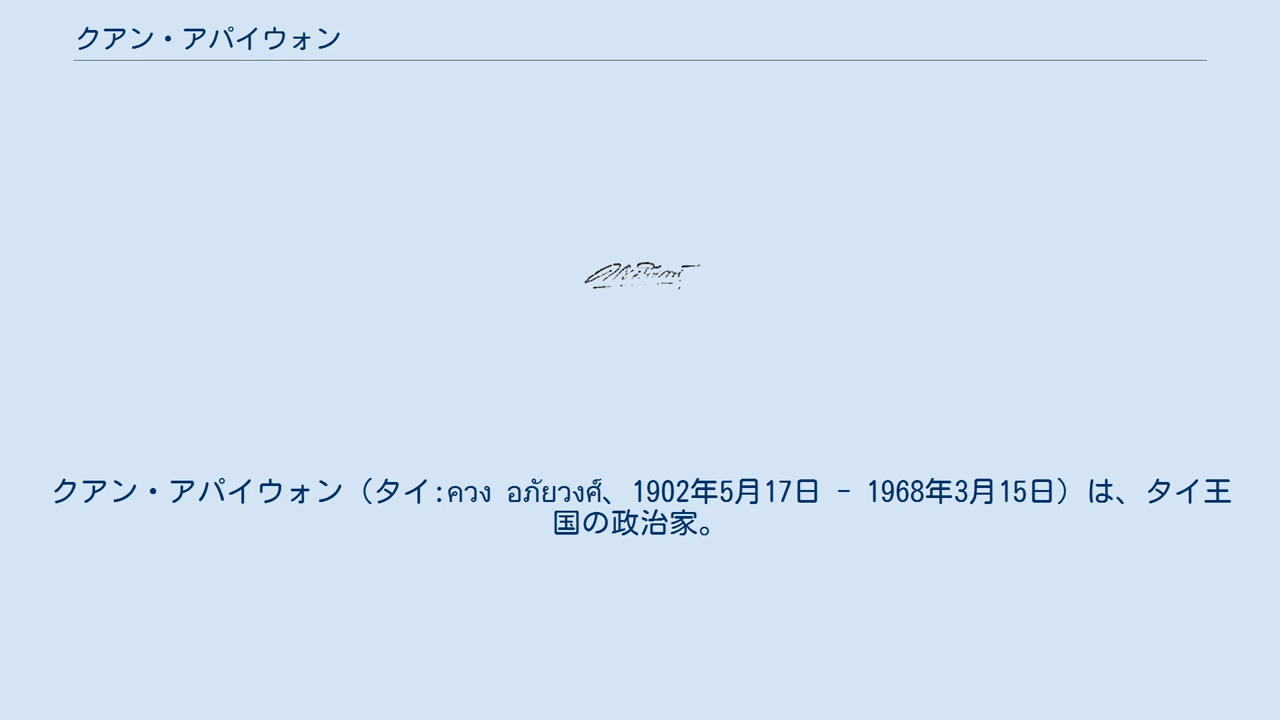 クアン・アパイウォン
クアン・アパイウォン（タイ:ควง อภัยวงศ์、1902年5月17日 - 1968年3月15日）は、タイ王
国の政治家。